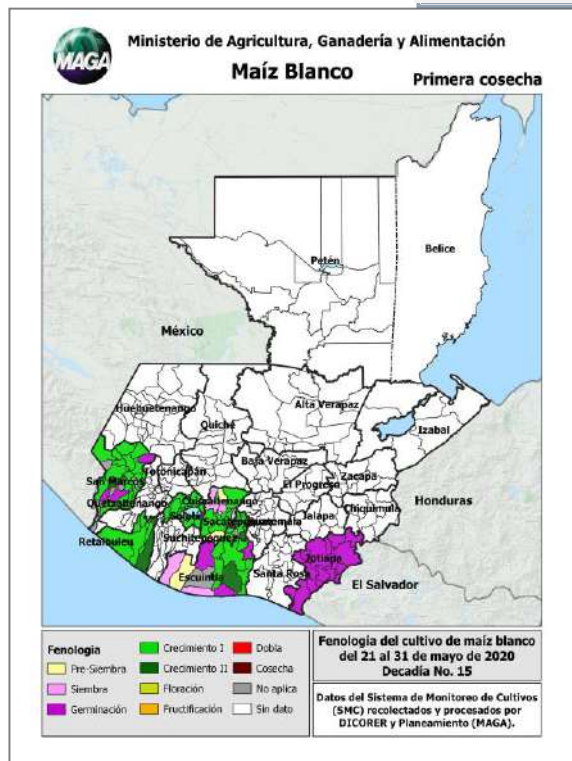 MAGA
Ministerio de Agricultura, Ganadería y Alimentación
Maíz Blanco
Primera cosecha
Petén
Belice
México
Huehuetenango
Quiché
Alta Verapaz
Izabal
San Marcos
Totonicapán
Baja Verapaz
El Progreso
Zacapa
Quetzaltenango
Chimaltenango
Honduras
Sololá
Sacatepéquez
Guatemala
Jalapa
Chiquimula
Retalhuleu
Suchitepéquez
Escuintla
Santa Rosa
Jutiapa
El Salvador
Fenología
Pre-Siembra
Siembra
Germinación
Crecimiento I
Crecimiento II
Floración
Fructificación
Dobla
Cosecha
No aplica
Sin dato
Fenología del cultivo de maíz blanco
del 21 al 31 de mayo de 2020
Decadía No. 15
Datos del Sistema de Monitoreo de Cultivos
(SMC) recolectados y procesados por
DICORER y Planeamiento (MAGA).